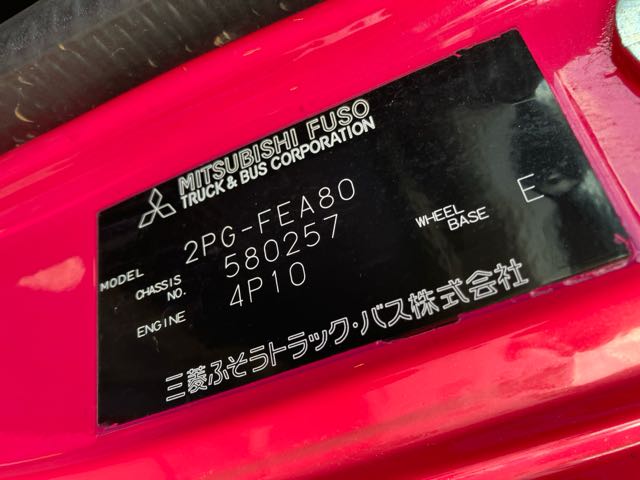 MITSUBISHI FUSO
TRUCK & BUS CORPORATION
MODEL 2PG-FEA80
CHASSIS NO. 580257 WHEEL BASE E
ENGINE 4P10
三菱ふそうトラック・バス株式会社